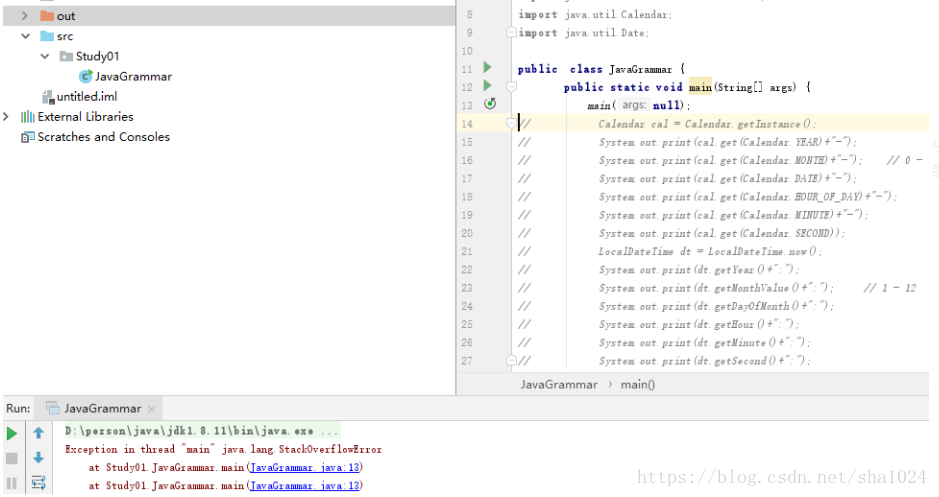 out
src
Study01
JavaGrammar
untitled.iml
External Libraries
Scratches and Consoles
8 import java.util.Calendar;
9 import java.util.Date;
10
11 public class JavaGrammar {
12 public static void main(String[] args) {
13 main( args: null);
14 // Calendar cal = Calendar.getInstance();
15 // System.out.print(cal.get(Calendar.YEAR)+"-");
16 // System.out.print(cal.get(Calendar.MONTH)+"-"); // 0 -
17 // System.out.print(cal.get(Calendar.DATE)+"-");
18 // System.out.print(cal.get(Calendar.HOUR_OF_DAY)+"-");
19 // System.out.print(cal.get(Calendar.MINUTE)+"-");
20 // System.out.print(cal.get(Calendar.SECOND));
21 // LocalDateTime dt = LocalDateTime.now();
22 // System.out.print(dt.getYear()+":");
23 // System.out.print(dt.getMonthValue()+":"); // 1 - 12
24 // System.out.print(dt.getDayOfMonth()+":");
25 // System.out.print(dt.getHour()+":");
26 // System.out.print(dt.getMinute()+":");
27 // System.out.print(dt.getSecond()+":");
JavaGrammar > main()
Run: JavaGrammar ×
D:\person\java\jdk1.8.11\bin\java.exe ...
Exception in thread "main" java.lang.StackOverflowError
at Study01.JavaGrammar.main(JavaGrammar.java:13)
at Study01.JavaGrammar.main(JavaGrammar.java:13)
https://blog.csdn.net/sha1024